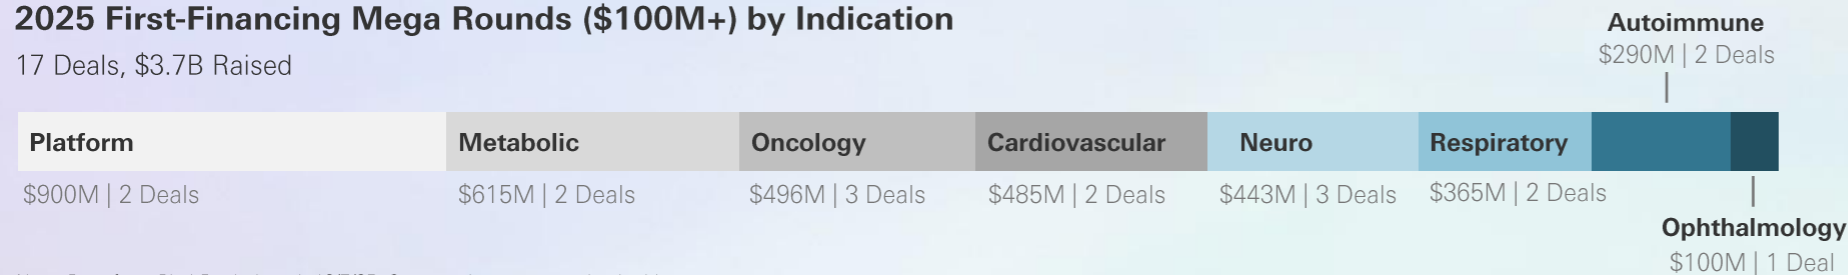 2025 First-Financing Mega Rounds ($100M+) by Indication
17 Deals, $3.7B Raised
Autoimmune
$290M | 2 Deals
Platform
Metabolic
Oncology
Cardiovascular
Neuro
Respiratory
$900M | 2 Deals
$615M | 2 Deals
$496M | 3 Deals
$485M | 2 Deals
$443M | 3 Deals
$365M | 2 Deals
Ophthalmology
$100M | 1 Deal